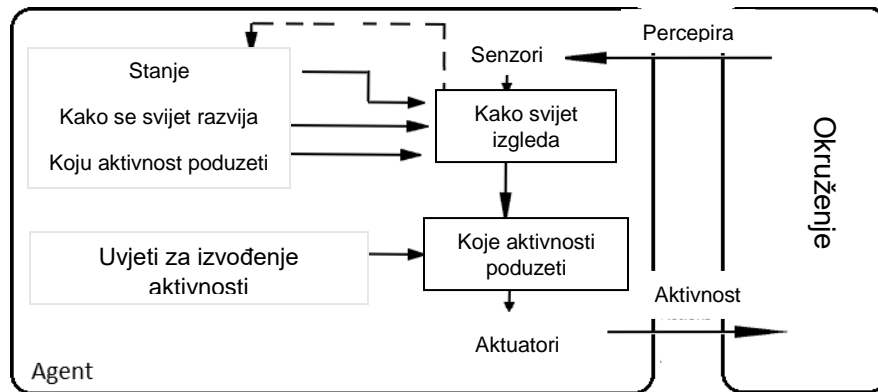 Percepira
Senzori
Stanje
Kako se svijet razvija
Koju aktivnost poduzeti
Kako svijet
izgleda
Okruženje
Uvjeti za izvođenje
aktivnosti
Koje aktivnosti
poduzeti
Aktivnost
Aktuatori
Agent